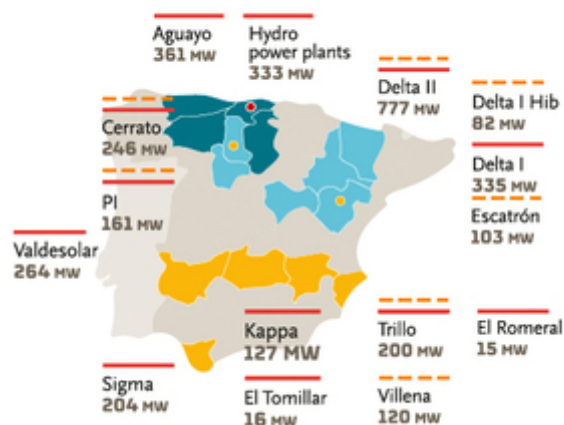 Aguayo
361 MW
Hydro
power plants
333 MW
Delta II
777 MW
Delta I Hib
82 MW
Cerrato
246 MW
Delta I
335 MW
PI
161 MW
Escatrón
103 MW
Valdesolar
264 MW
Kappa
127 MW
Trillo
200 MW
El Romeral
15 MW
Sigma
204 MW
El Tomillar
16 MW
Villena
120 MW